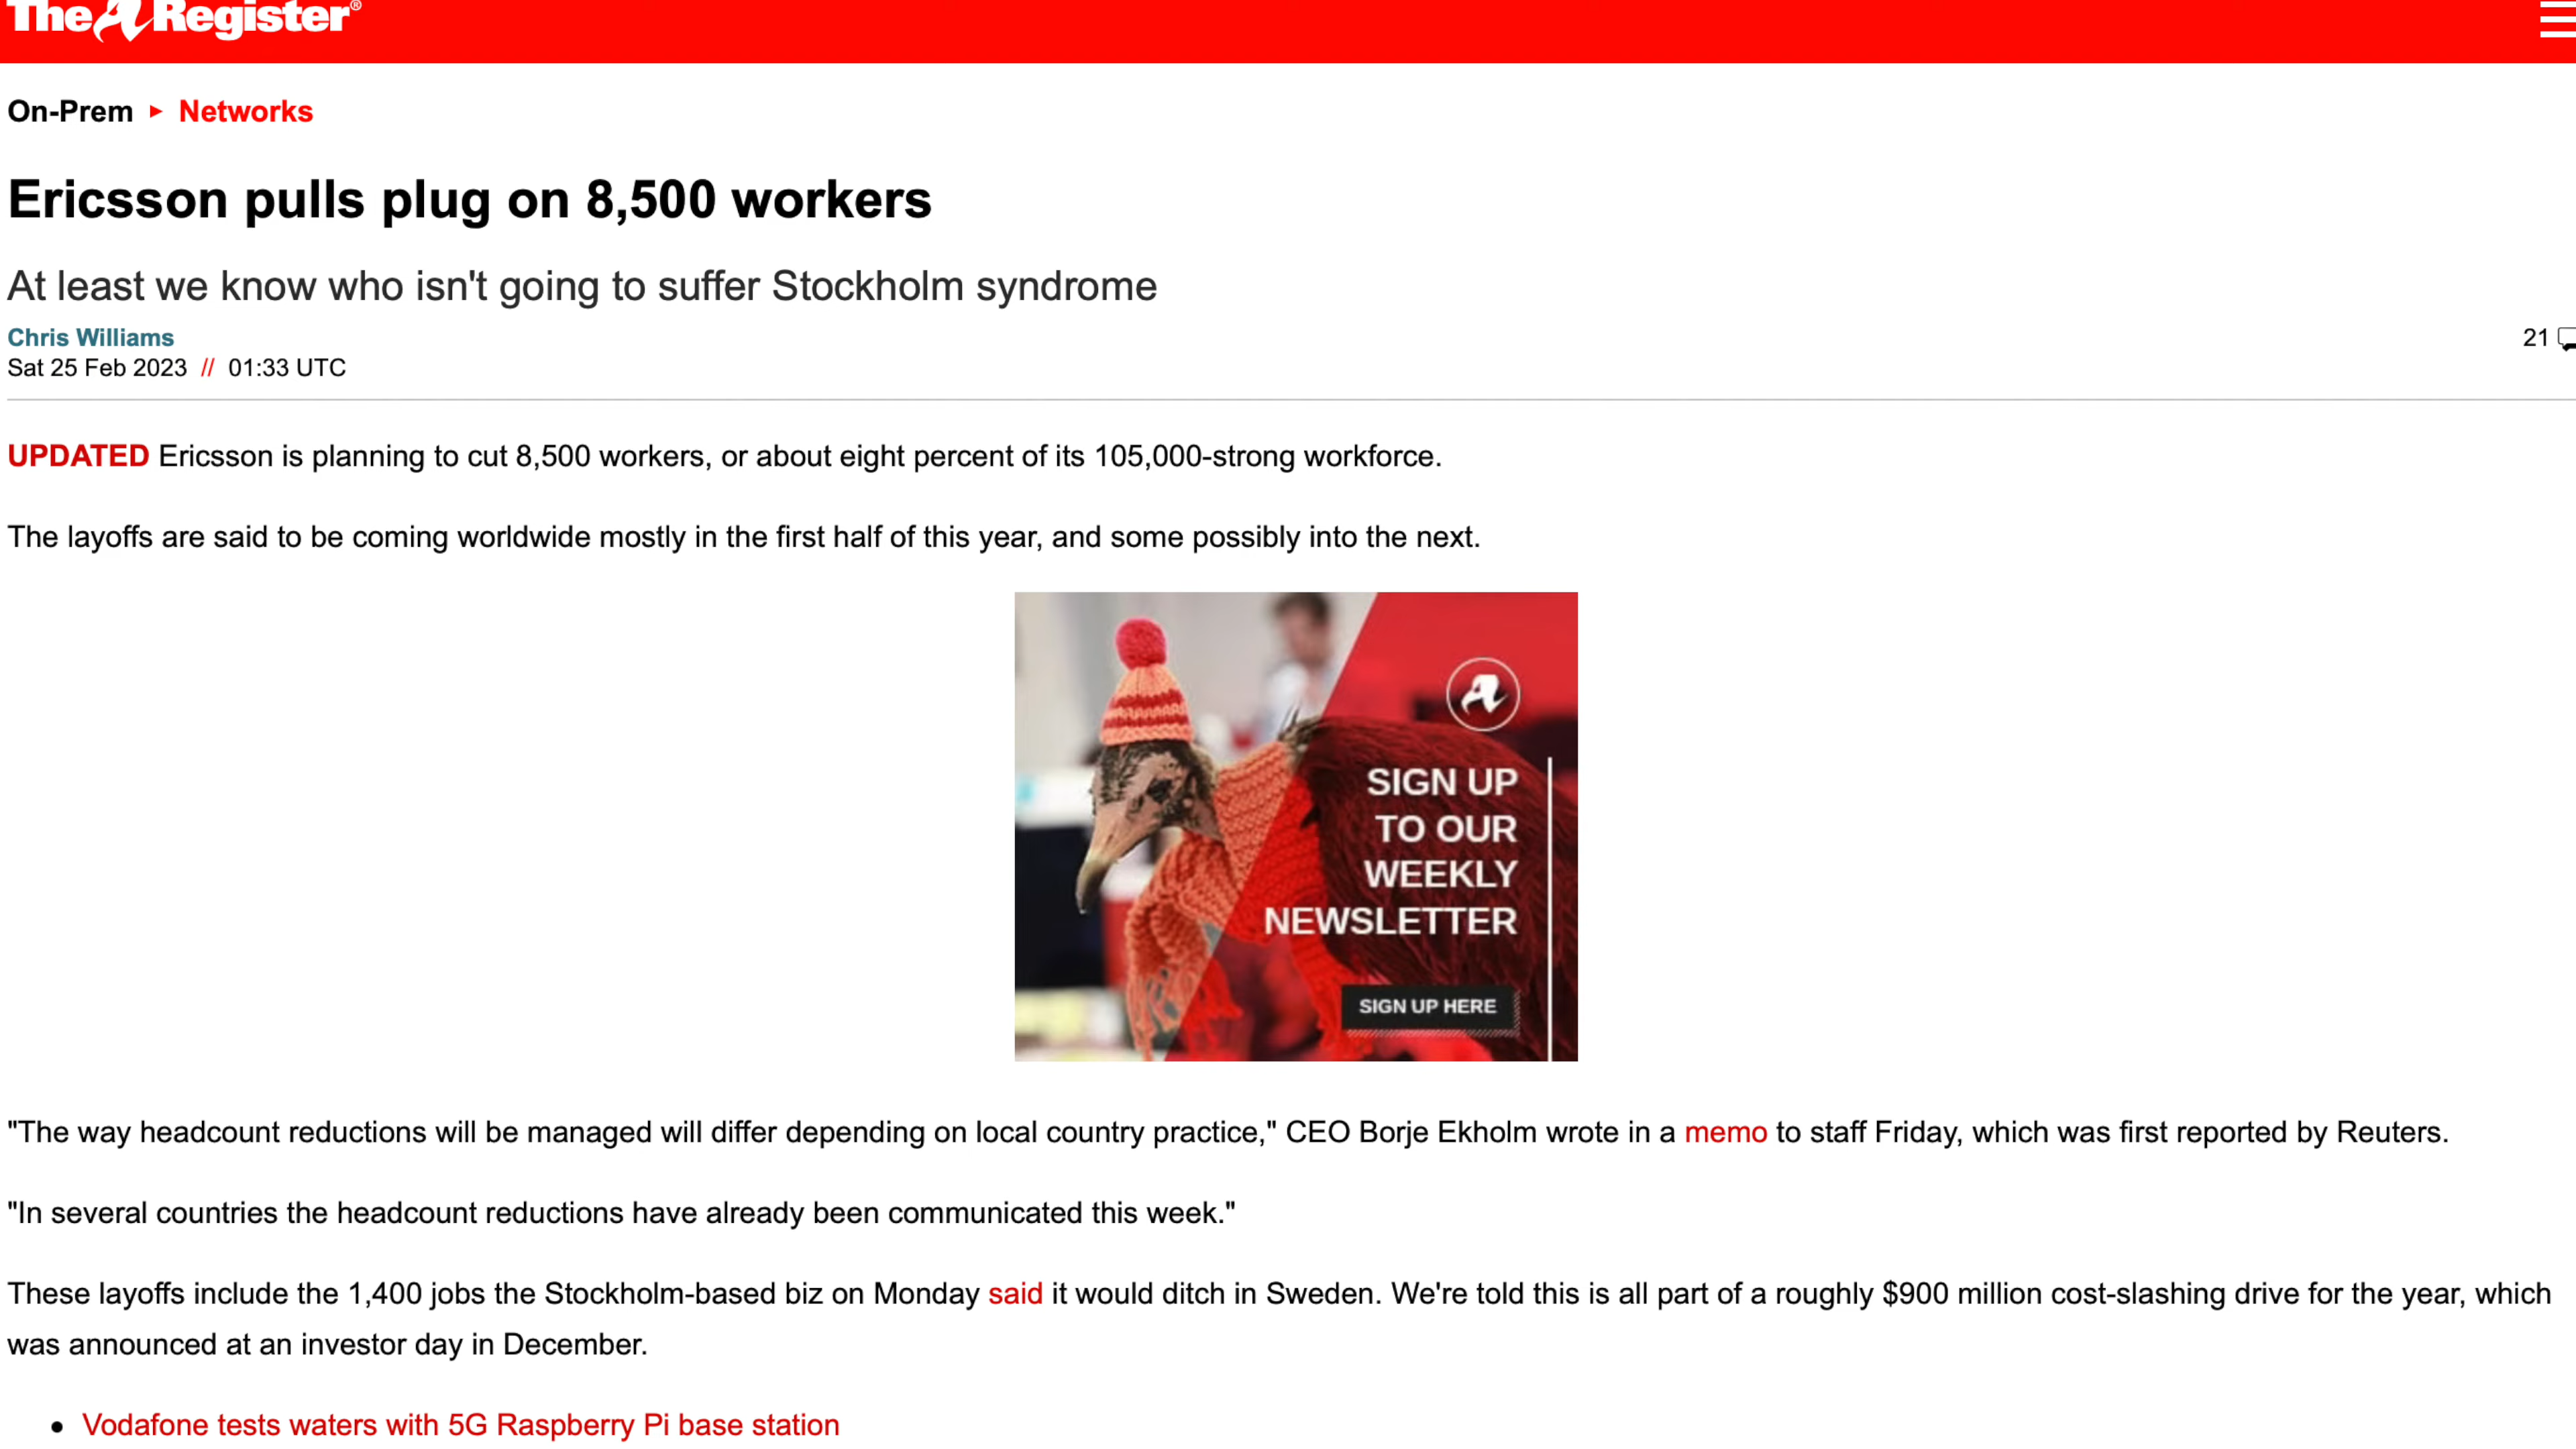 The Register®
On-Prem ▸ Networks
Ericsson pulls plug on 8,500 workers
At least we know who isn't going to suffer Stockholm syndrome
Chris Williams
21
Sat 25 Feb 2023 // 01:33 UTC
UPDATED Ericsson is planning to cut 8,500 workers, or about eight percent of its 105,000-strong workforce.
The layoffs are said to be coming worldwide mostly in the first half of this year, and some possibly into the next.
SIGN UP
TO OUR
WEEKLY
NEWSLETTER
SIGN UP HERE
"The way headcount reductions will be managed will differ depending on local country practice," CEO Borje Ekholm wrote in a memo to staff Friday, which was first reported by Reuters.
"In several countries the headcount reductions have already been communicated this week."
These layoffs include the 1,400 jobs the Stockholm-based biz on Monday said it would ditch in Sweden. We're told this is all part of a roughly $900 million cost-slashing drive for the year, which
was announced at an investor day in December.
• Vodafone tests waters with 5G Raspberry Pi base station